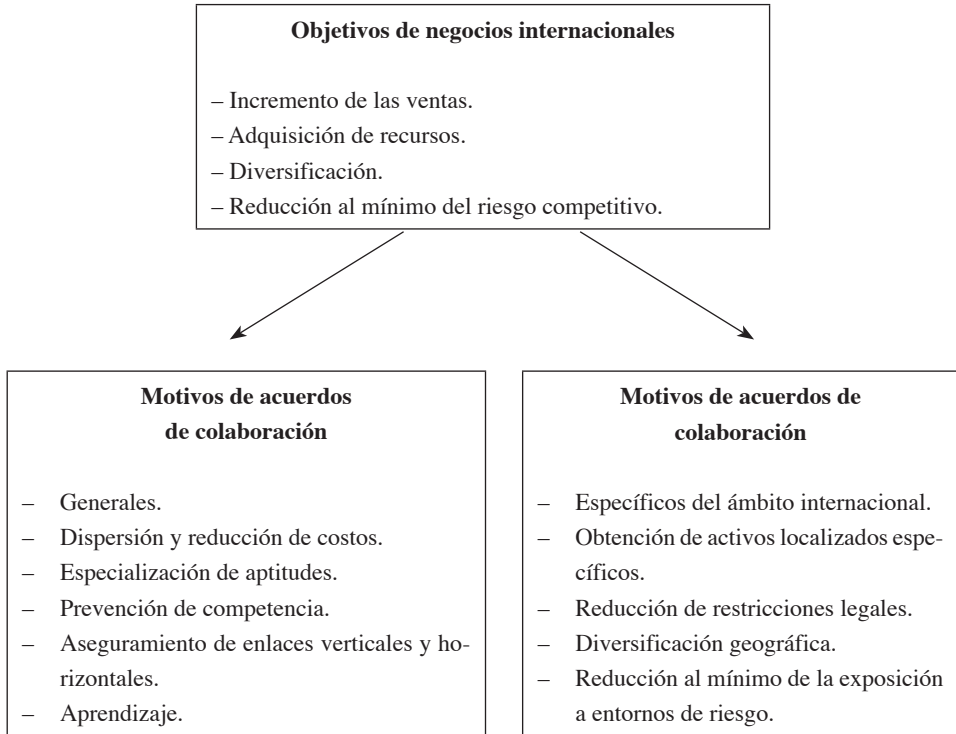 Objetivos de negocios internacionales
– Incremento de las ventas.
– Adquisición de recursos.
– Diversificación.
– Reducción al mínimo del riesgo competitivo.
Motivos de acuerdos
de colaboración
– Generales.
– Dispersión y reducción de costos.
– Especialización de aptitudes.
– Prevención de competencia.
– Aseguramiento de enlaces verticales y ho-
rizontales.
– Aprendizaje.
Motivos de acuerdos de
colaboración
– Específicos del ámbito internacional.
– Obtención de activos localizados espe-
cíficos.
– Reducción de restricciones legales.
– Diversificación geográfica.
– Reducción al mínimo de la exposición
a entornos de riesgo.